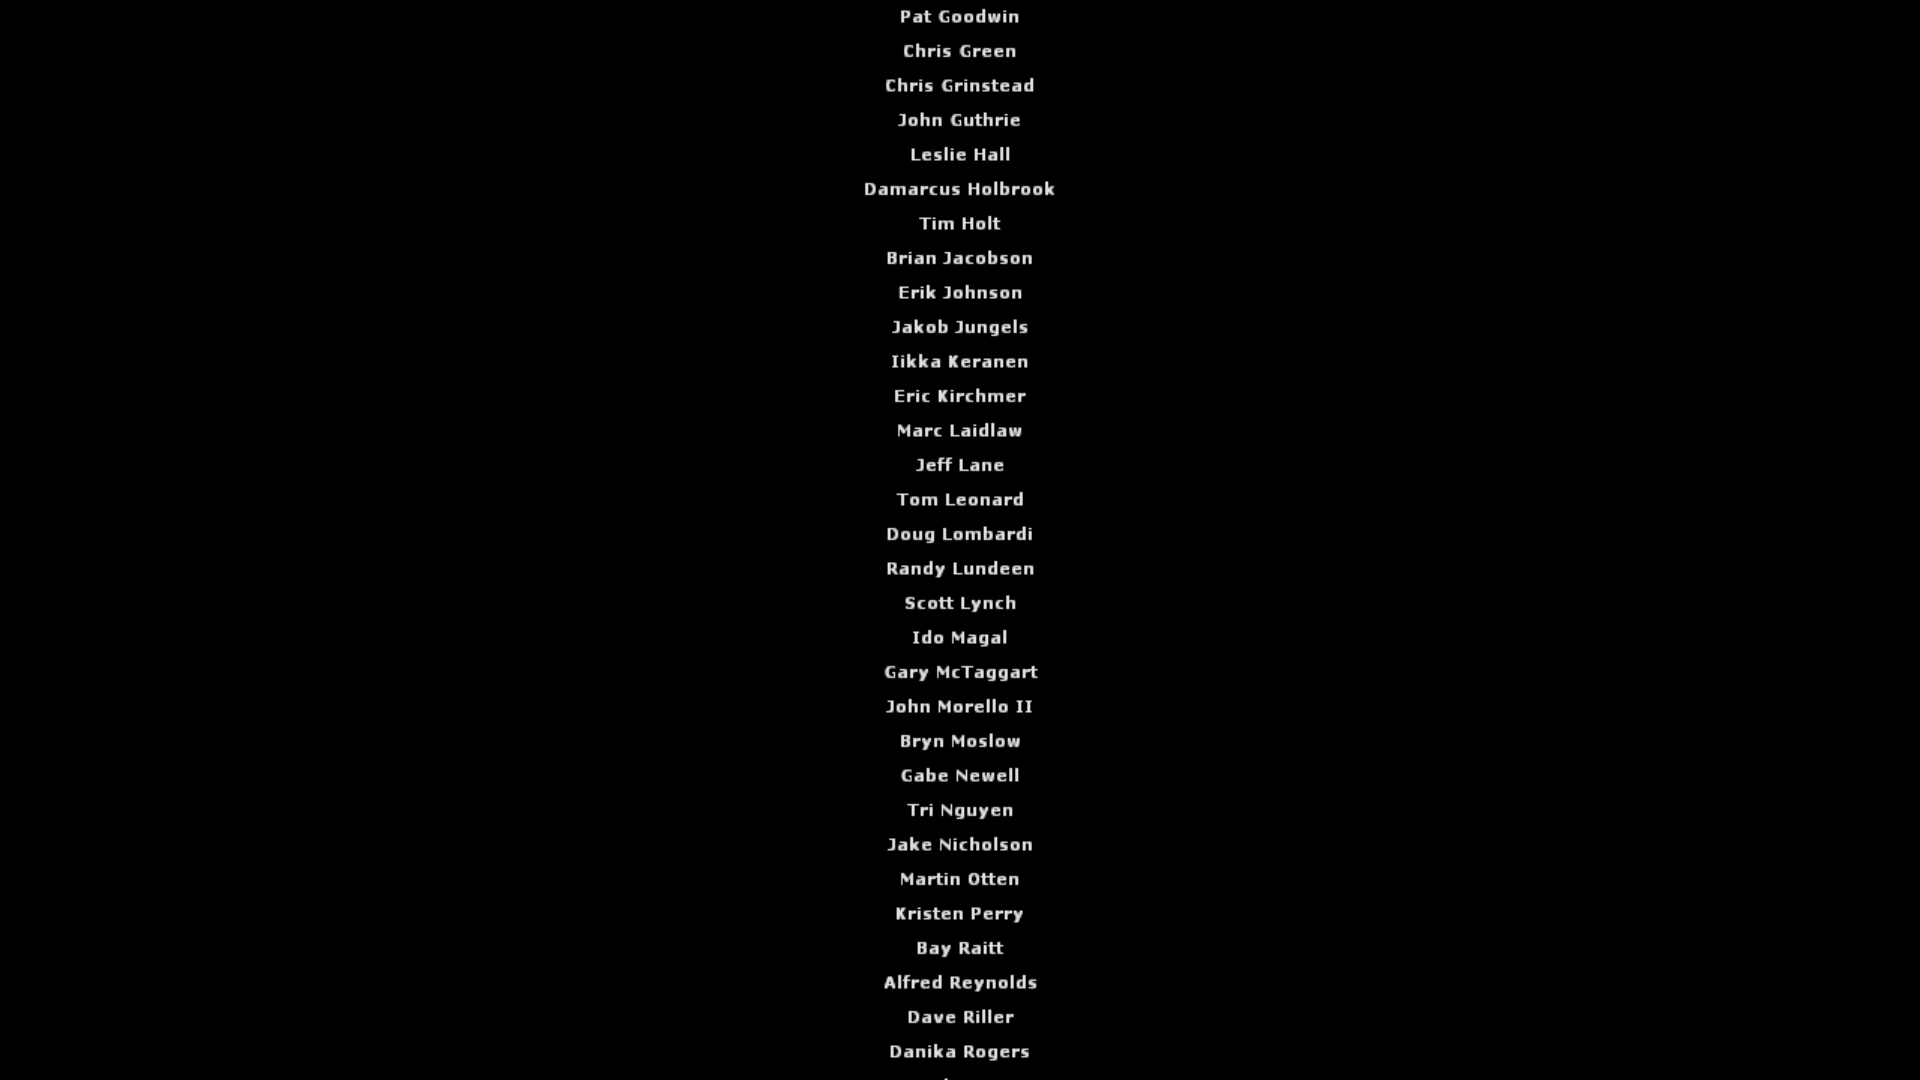 Pat Goodwin
Chris Green
Chris Grinstead
John Guthrie
Leslie Hall
Damarcus Holbrook
Tim Holt
Brian Jacobson
Erik Johnson
Jakob Jungels
Iikka Keranen
Eric Kirchmer
Marc Laidlaw
Jeff Lane
Tom Leonard
Doug Lombardi
Randy Lundeen
Scott Lynch
Ido Magal
Gary McTaggart
John Morello II
Bryn Moslow
Gabe Newell
Tri Nguyen
Jake Nicholson
Martin Otten
Kristen Perry
Bay Raitt
Alfred Reynolds
Dave Riller
Danika Rogers